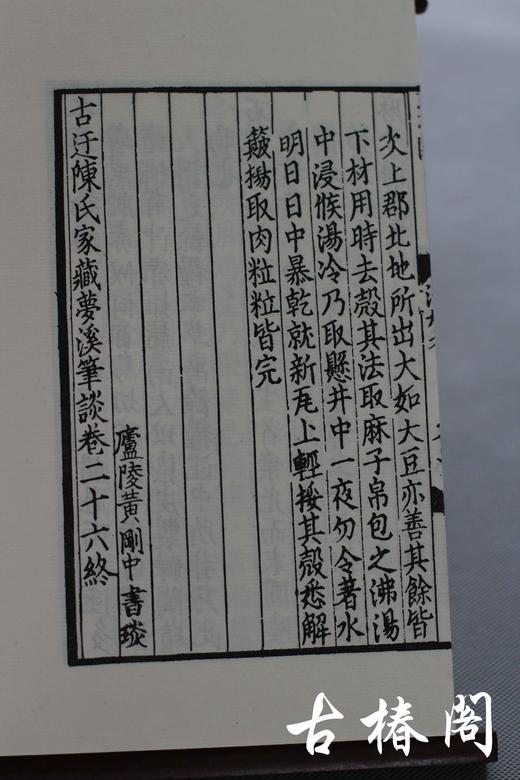 次上郡北地所出大如大豆亦善其餘皆
下材用時去殼其法取麻子帛包之沸湯
中浸候湯冷乃取懸井中一夜勿令著水
明日日中暴乾就新瓦上輕挼其殼悉解
簸揚取肉粒粒皆完
廬陵黃剛中書琰
古迂陳氏家藏夢溪筆談卷二十六終
古椿閣